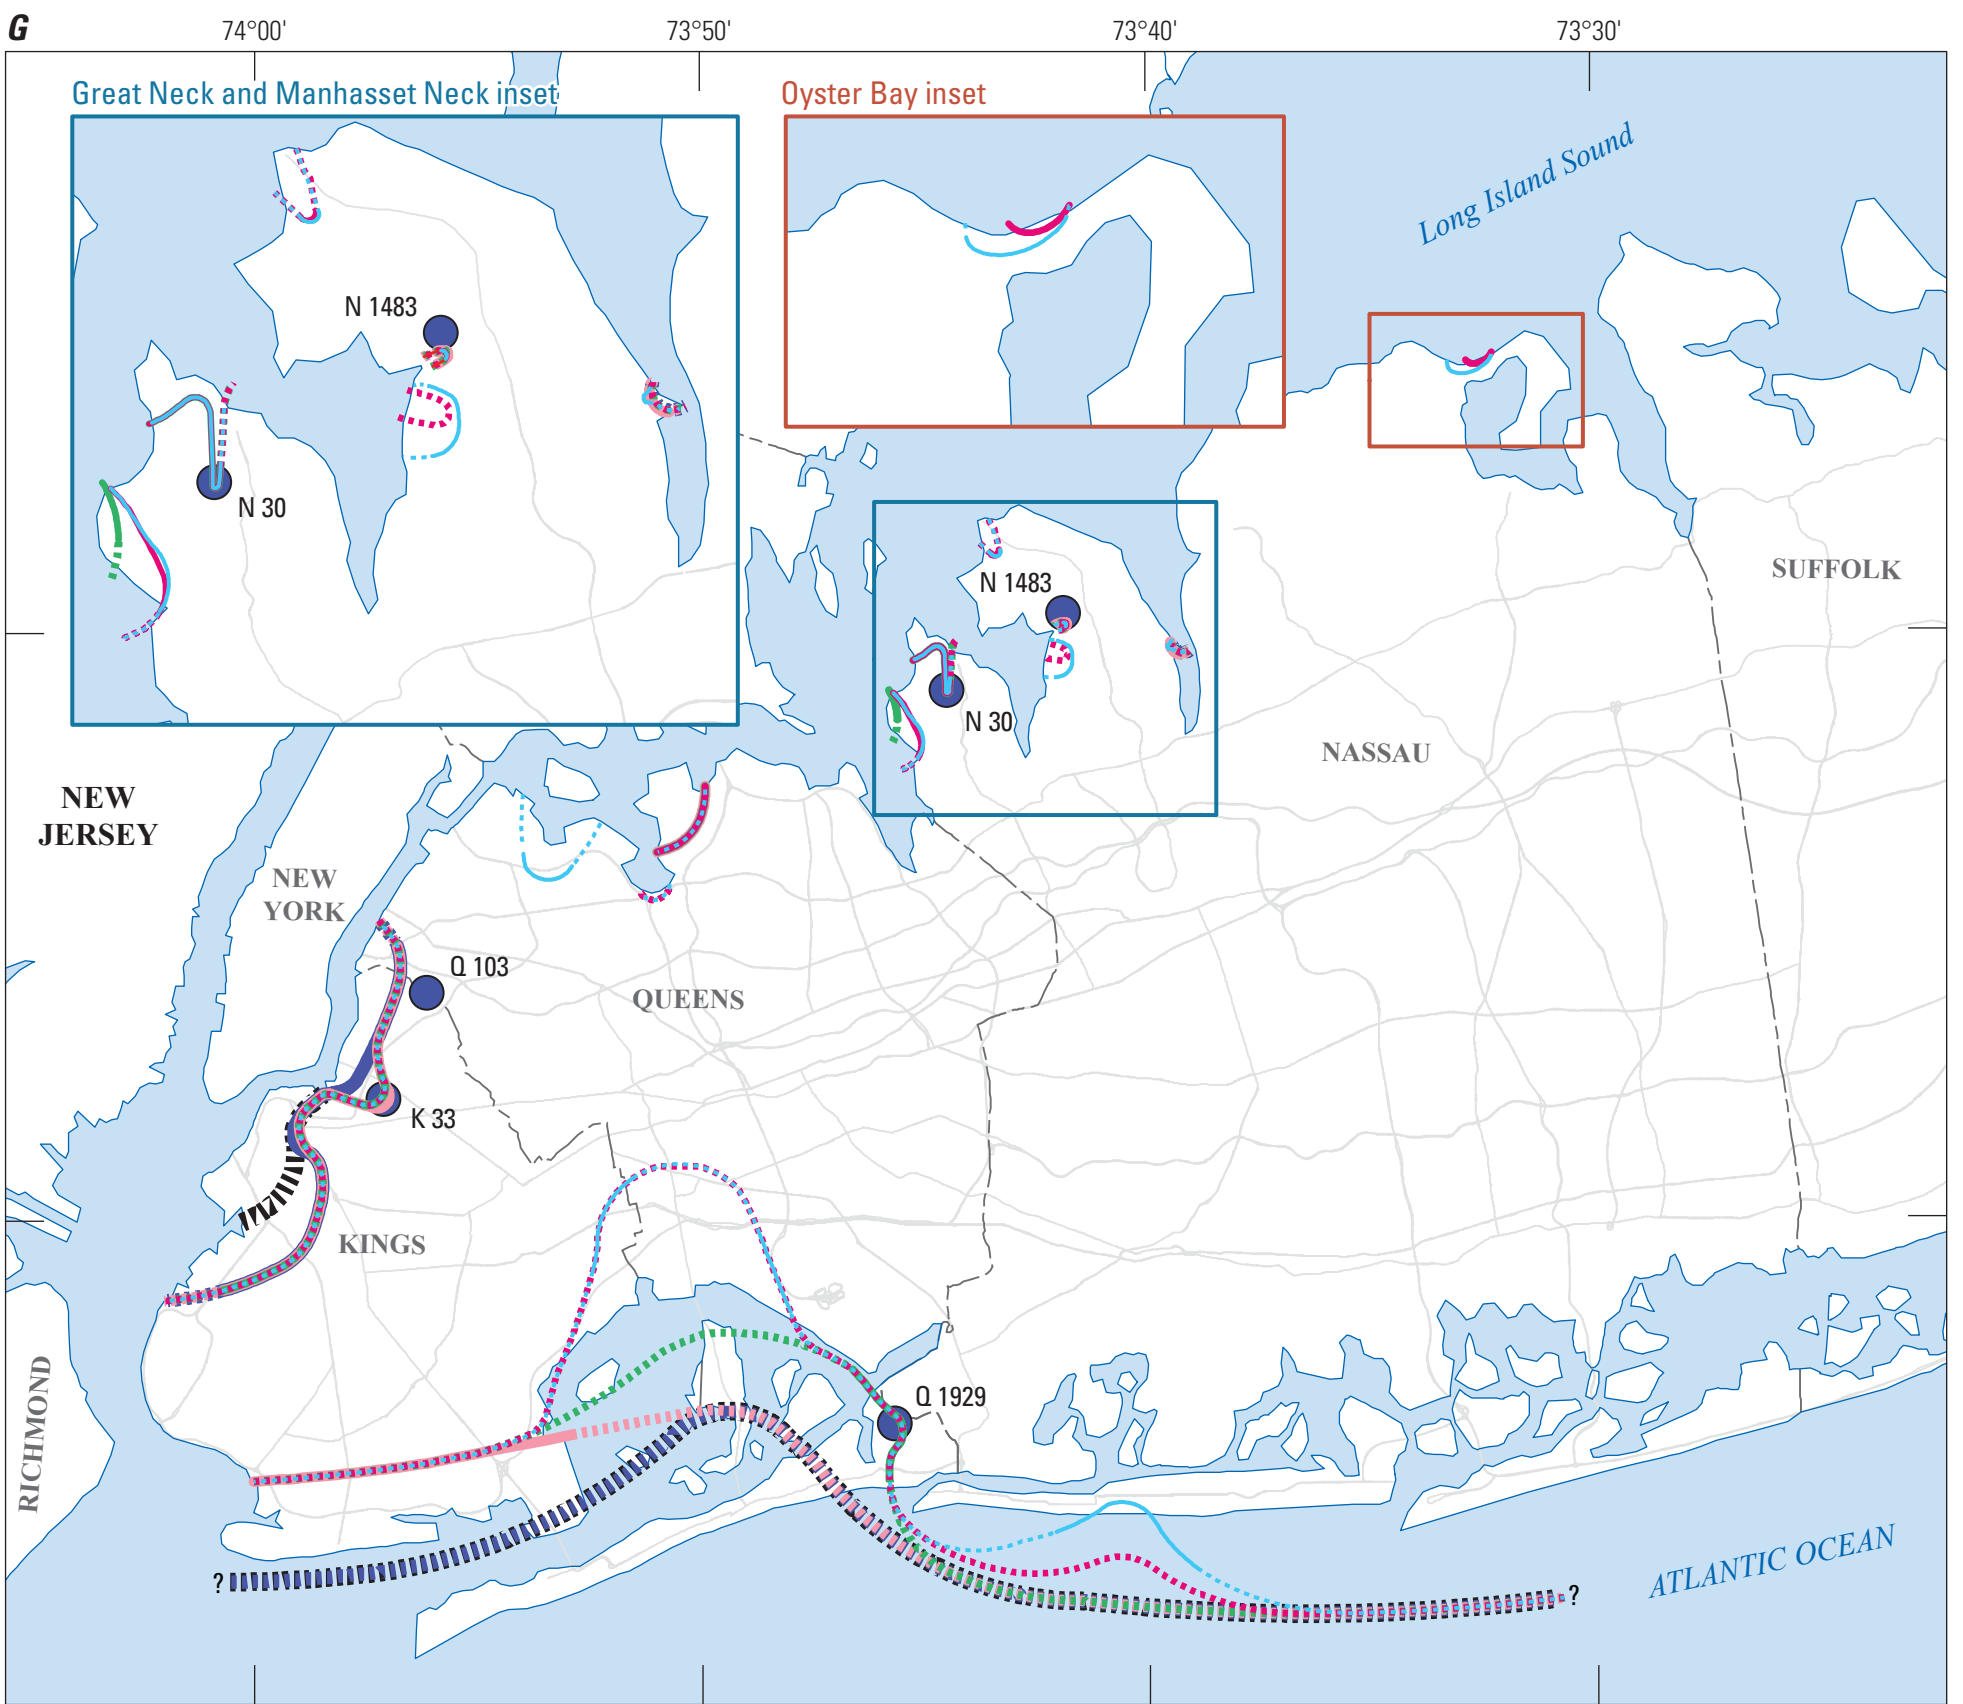 G
74°00'
73°50'
73°40'
73°30'
Great Neck and Manhasset Neck inset
Oyster Bay inset
Long Island Sound
N 1483
N 30
SUFFOLK
N 1483
N 30
NASSAU
NEW
JERSEY
NEW
YORK
Q 103
QUEENS
K 33
KINGS
RICHMOND
Q 1929
ATLANTIC OCEAN
?
?